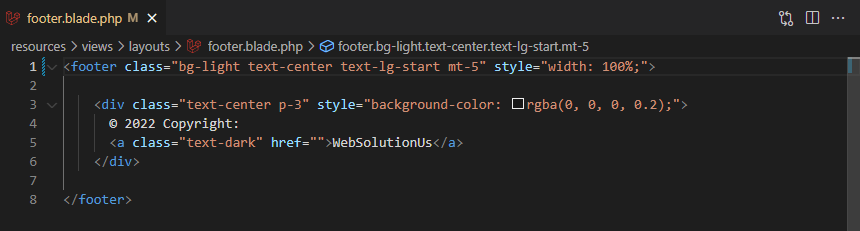 footer.blade.php M
resources > views > layouts > footer.blade.php > footer.bg-light.text-center.text-lg-start.mt-5
1 <footer class="bg-light text-center text-lg-start mt-5" style="width: 100%;">
2
3 <div class="text-center p-3" style="background-color: rgba(0, 0, 0, 0.2);">
4 © 2022 Copyright:
5 <a class="text-dark" href="">WebSolutionUs</a>
6 </div>
7
8 </footer>